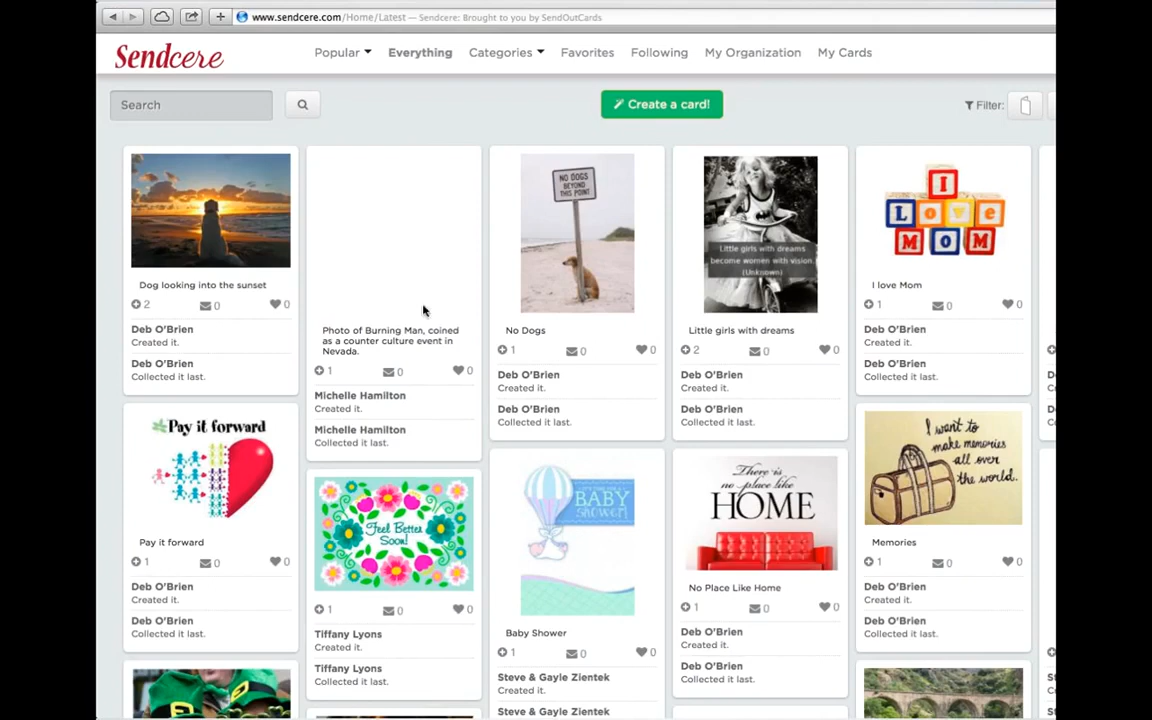 www.sendcere.com/Home/Latest — Sendcere: Brought to you by SendOutCards
Sendcere
Popular
Everything
Categories
Favorites
Following
My Organization
My Cards
Search
Create a card!
Filter:
Dog looking into the sunset
2
0
0
Deb O'Brien
Created it.
Deb O'Brien
Collected it last.
Photo of Burning Man, coined
as a counter culture event in
Nevada.
1
0
0
Michelle Hamilton
Created it.
Michelle Hamilton
Collected it last.
NO DOGS
BEYOND
THIS POINT
No Dogs
1
0
0
Deb O'Brien
Created it.
Deb O'Brien
Collected it last.
Little girls with dreams
become women with vision.
(Unknown)
Little girls with dreams
2
0
0
Deb O'Brien
Created it.
Deb O'Brien
Collected it last.
I
Love
MOM
I love Mom
1
0
0
Deb O'Brien
Created it.
Deb O'Brien
Collected it last.
Pay it forward
Pay it forward
1
0
0
Deb O'Brien
Created it.
Deb O'Brien
Collected it last.
Feel Better
Soon!
1
0
0
Tiffany Lyons
Created it.
Tiffany Lyons
Collected it last.
BABY
SHOWER!
Baby Shower
1
0
0
Steve & Gayle Zientek
Created it.
Steve & Gayle Zientek
There is
no place like
HOME
No Place Like Home
1
0
0
Deb O'Brien
Created it.
Deb O'Brien
Collected it last.
I want to
make memories
all over
the world.
Memories
1
0
0
Deb O'Brien
Created it.
Deb O'Brien
Collected it last.